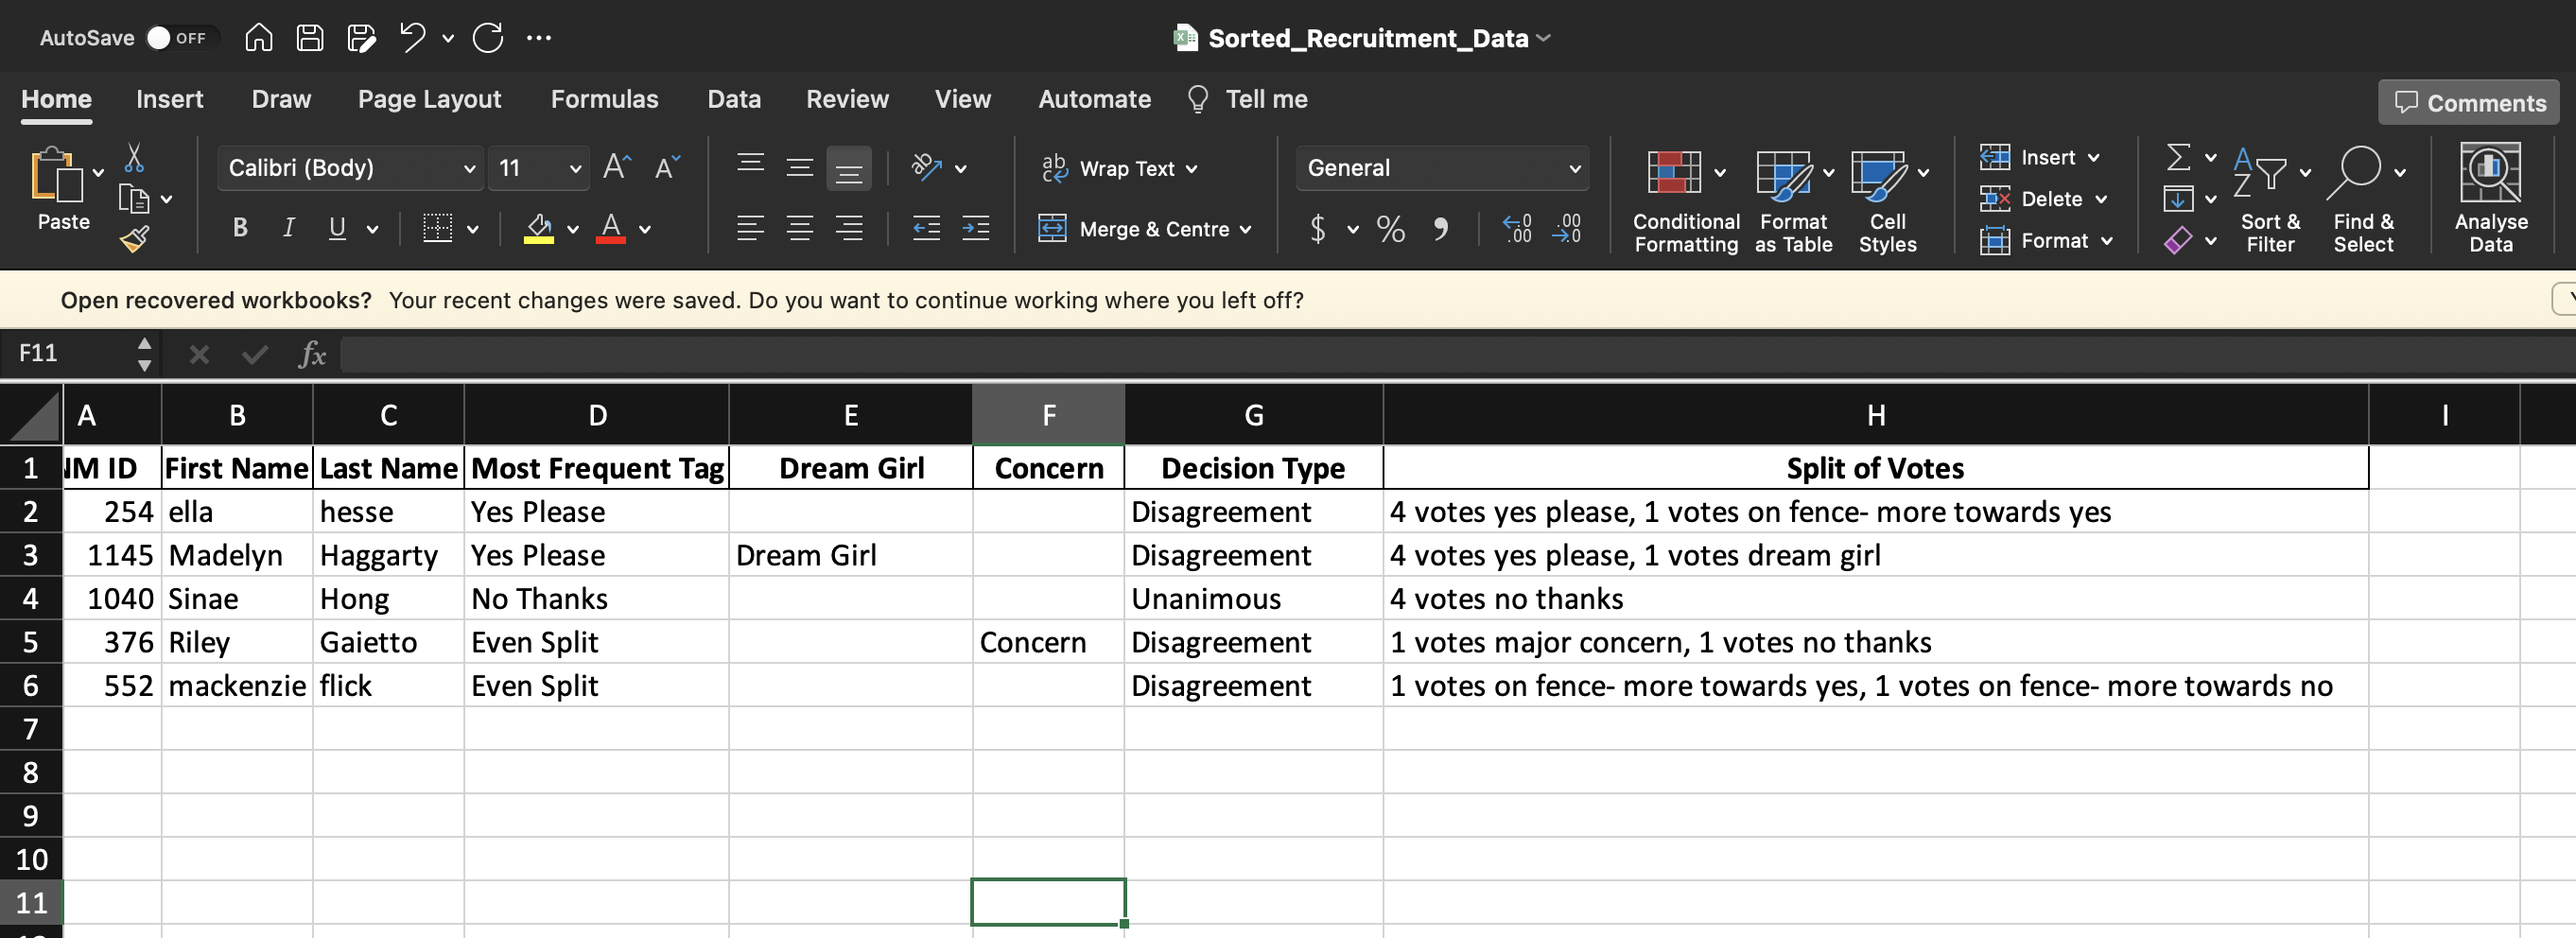 AutoSave OFF Sorted_Recruitment_Data
Home Insert Draw Page Layout Formulas Data Review View Automate Tell me Comments
Paste Calibri (Body) 11 Wrap Text General Insert
B I U Merge & Centre $ % Delete
Conditional Formatting Format as Table Cell Styles Format Sort & Filter Find & Select Analyse Data
Open recovered workbooks? Your recent changes were saved. Do you want to continue working where you left off?
F11 fx
A B C D E F G H I
1 NM ID First Name Last Name Most Frequent Tag Dream Girl Concern Decision Type Split of Votes
2 254 ella hesse Yes Please Disagreement 4 votes yes please, 1 votes on fence- more towards yes
3 1145 Madelyn Haggarty Yes Please Dream Girl Disagreement 4 votes yes please, 1 votes dream girl
4 1040 Sinae Hong No Thanks Unanimous 4 votes no thanks
5 376 Riley Gaietto Even Split Concern Disagreement 1 votes major concern, 1 votes no thanks
6 552 mackenzie flick Even Split Disagreement 1 votes on fence- more towards yes, 1 votes on fence- more towards no
7
8
9
10
11